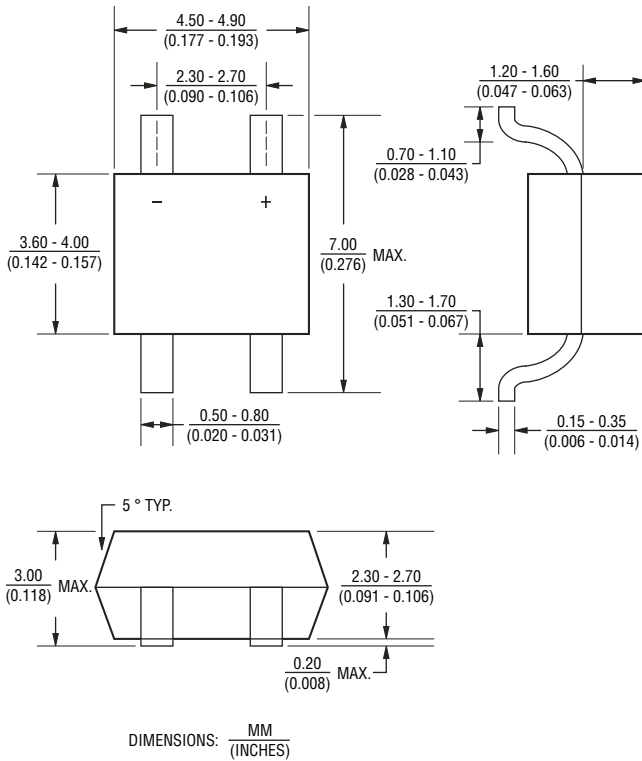 4.50 - 4.90
(0.177 - 0.193)
2.30 - 2.70
(0.090 - 0.106)
1.20 - 1.60
(0.047 - 0.063)
0.70 - 1.10
(0.028 - 0.043)
- +
3.60 - 4.00
(0.142 - 0.157)
7.00
(0.276) MAX.
1.30 - 1.70
(0.051 - 0.067)
0.50 - 0.80
(0.020 - 0.031)
0.15 - 0.35
(0.006 - 0.014)
5 ° TYP.
3.00
(0.118) MAX.
2.30 - 2.70
(0.091 - 0.106)
0.20
(0.008) MAX.
DIMENSIONS: MM
(INCHES)